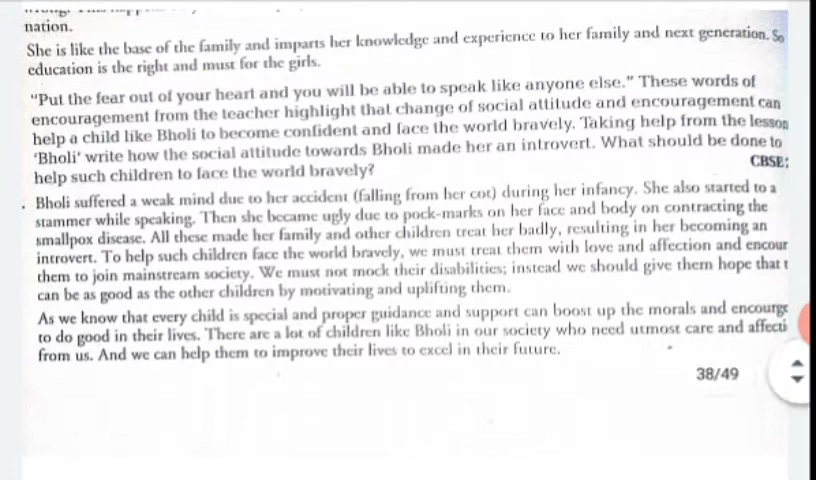 nation.
She is like the base of the family and imparts her knowledge and experience to her family and next generation. So
education is the right and must for the girls.
"Put the fear out of your heart and you will be able to speak like anyone else." These words of
encouragement from the teacher highlight that change of social attitude and encouragement can
help a child like Bholi to become confident and face the world bravely. Taking help from the lesson
'Bholi' write how the social attitude towards Bholi made her an introvert. What should be done to
help such children to face the world bravely?
CBSE
Bholi suffered a weak mind due to her accident (falling from her cot) during her infancy. She also started to a
stammer while speaking. Then she became ugly due to pock-marks on her face and body on contracting the
smallpox disease. All these made her family and other children treat her badly, resulting in her becoming an
introvert. To help such children face the world bravely, we must treat them with love and affection and encour
them to join mainstream society. We must not mock their disabilities; instead we should give them hope that t
can be as good as the other children by motivating and uplifting them.
As we know that every child is special and proper guidance and support can boost up the morals and encourge
to do good in their lives. There are a lot of children like Bholi in our society who need utmost care and affecti
from us. And we can help them to improve their lives to excel in their future.
38/49